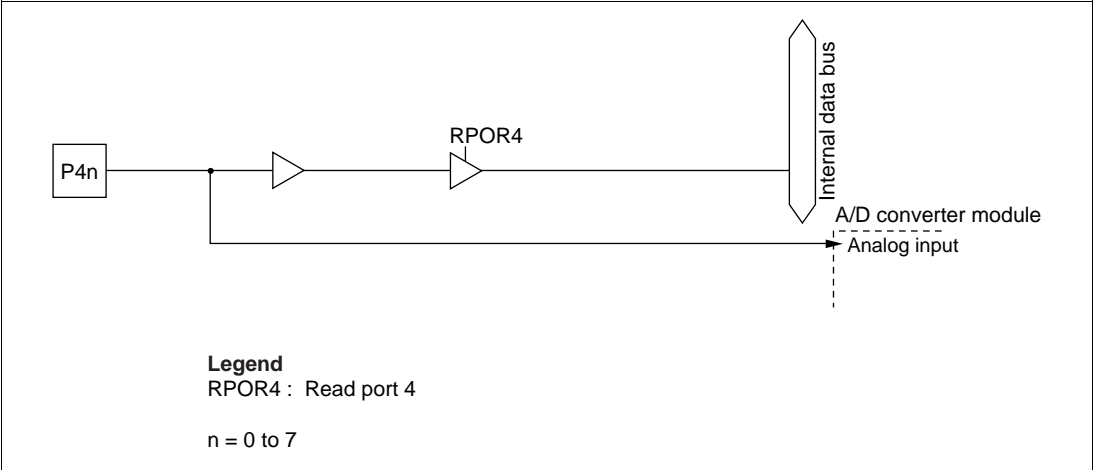 RPOR4
P4n
Internal data bus
A/D converter module
Analog input
Legend
RPOR4 : Read port 4
n = 0 to 7